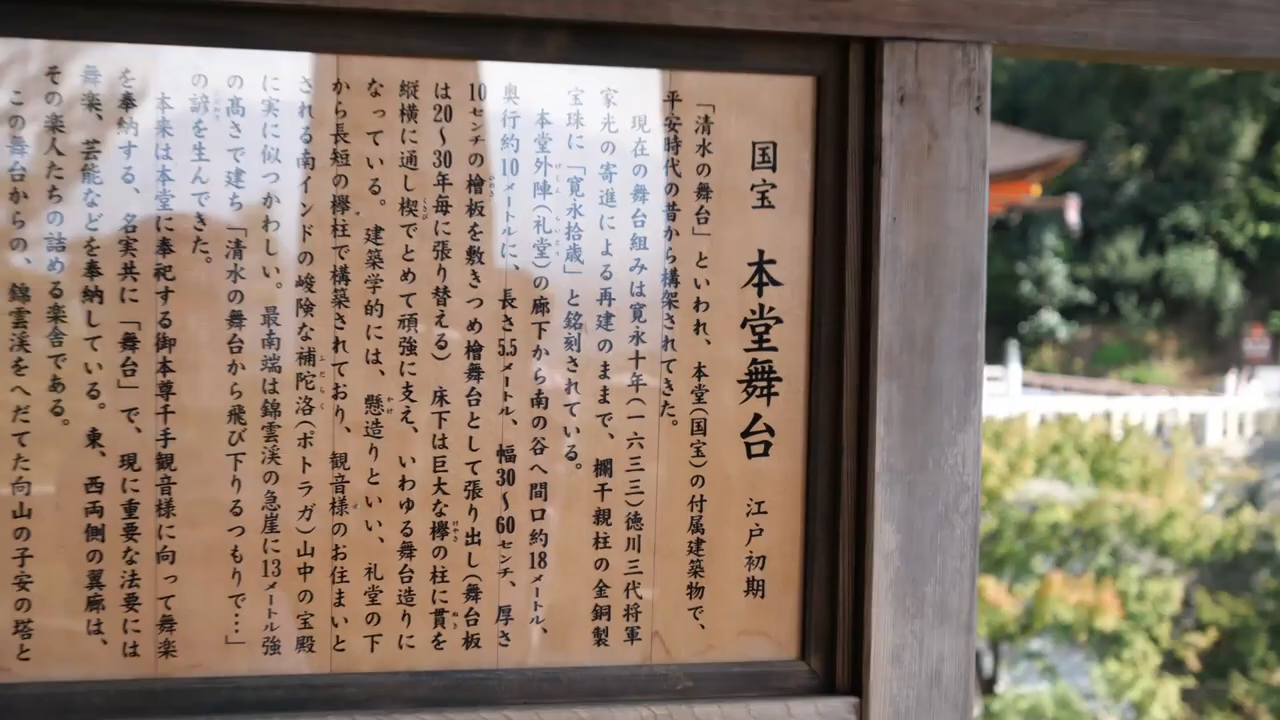 国宝 本堂舞台 江戸初期
「清水の舞台」といわれ、本堂(国宝)の付属建築物で、
平安時代の昔から構架されてきた。
現在の舞台組みは寛永十年(一六三三)徳川三代将軍
家光の寄進による再建のままで、欄干親柱の金銅製
宝珠に「寛永拾歳」と銘刻されている。
本堂外陣(礼堂)の廊下から南の谷へ間口約18メートル、
奥行約10メートルに、長さ5.5メートル、幅30〜60センチ、厚さ
10センチの檜板を敷きつめ檜舞台として張り出し(舞台板
は20〜30年毎に張り替える) 床下は巨大な欅の柱に貫を
縦横に通し楔でとめて頑強に支え、いわゆる舞台造りに
なっている。 建築学的には、懸造りといい、礼堂の下
から長短の欅柱で構築されており、観音様のお住まいと
される南インドの峻険な補陀洛(ポトラガ)山中の宝殿
に実に似つかわしい。最南端は錦雲渓の急崖に13メートル強
の高さで建ち「清水の舞台から飛び下りるつもりで…」
の諺を生んできた。
本来は本堂に奉祀する御本尊千手観音様に向って舞楽
を奉納する、名実共に「舞台」で、現に重要な法要には
舞楽、芸能などを奉納している。東、西両側の翼廊は、
その楽人たちの詰める楽舎である。
この舞台からの、錦雲渓をへだてた向山の子安の塔と